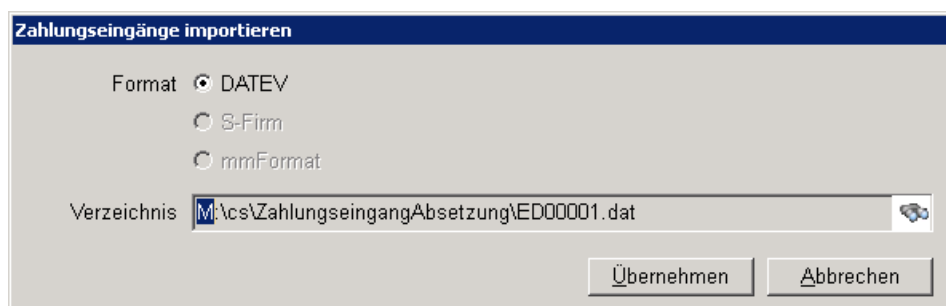 Zahlungseingänge importieren
Format DATEV
S-Firm
mmFormat
Verzeichnis M:\cs\ZahlungseingangAbsetzung\ED00001.dat
Übernehmen Abbrechen